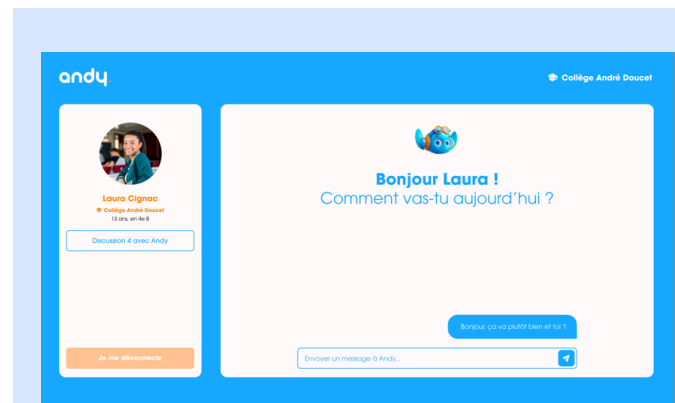 andy
Collège André Doucet
Laura Cignac
Collège André Doucet
13 ans, en 4e B
Discussion 4 avec Andy
Je me déconnecte
Bonjour Laura !
Comment vas-tu aujourd'hui ?
Bonjour, ça va plutôt bien et toi ?
Envoyer un message à Andy...